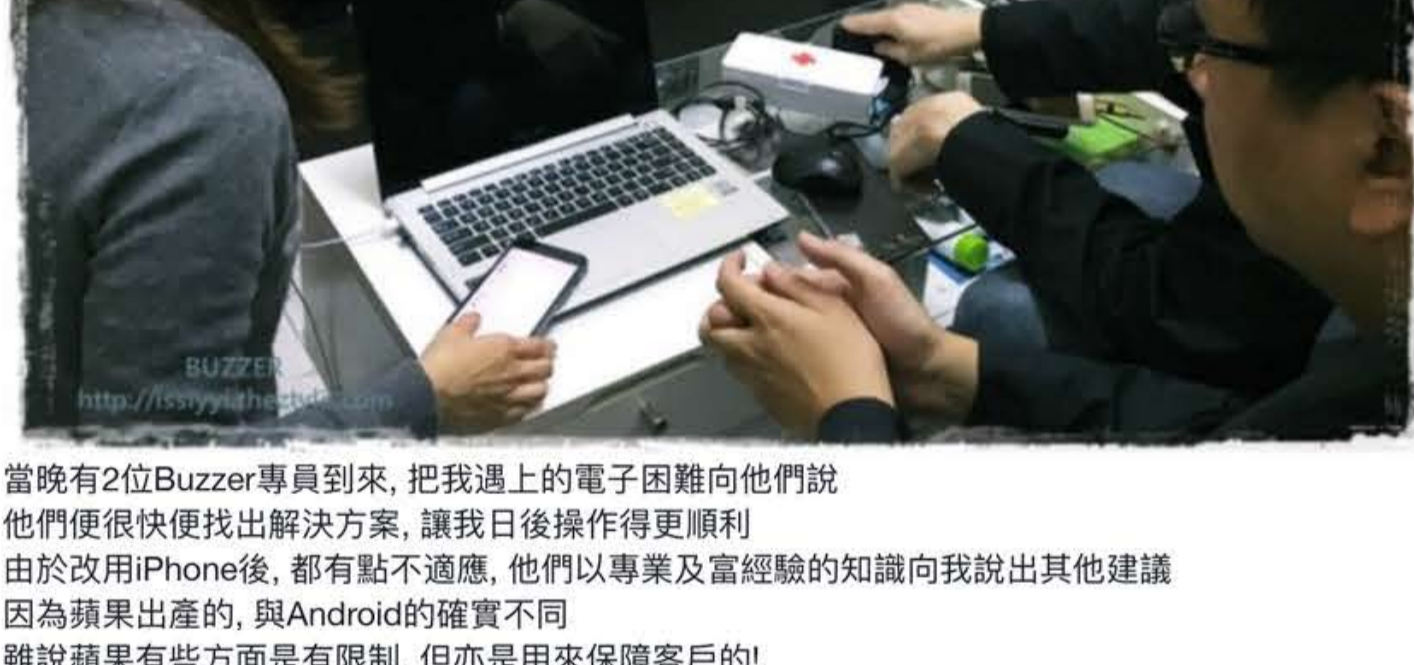 BUZZER
當晚有2位Buzzer專員到來, 把我遇上的電子困難向他們說
他們便很快便找出解決方案, 讓我日後操作得更順利
由於改用iPhone後, 都有點不適應, 他們以專業及富經驗的知識向我說出其他建議
因為蘋果出產的, 與Android的確實不同
雖說蘋果有些方面是有限制, 但亦是用來保障客戶的!